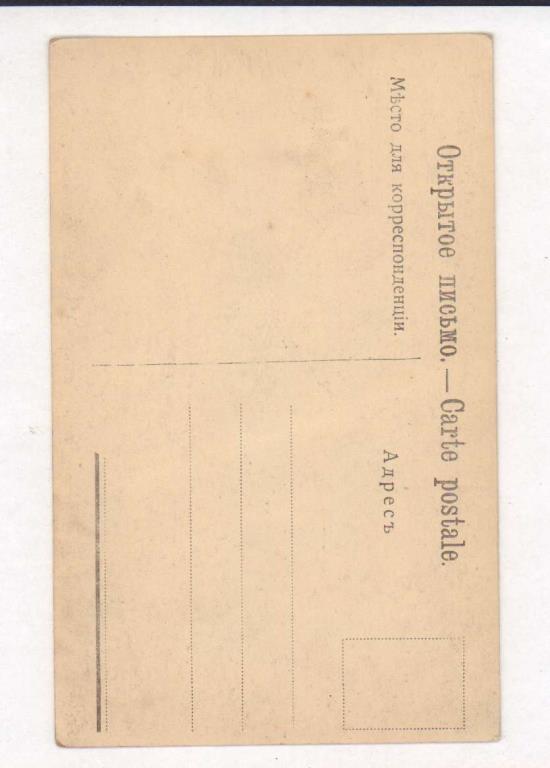 Открытое письмо. — Carte postale.
Мѣсто для корреспонденціи.
Адресъ